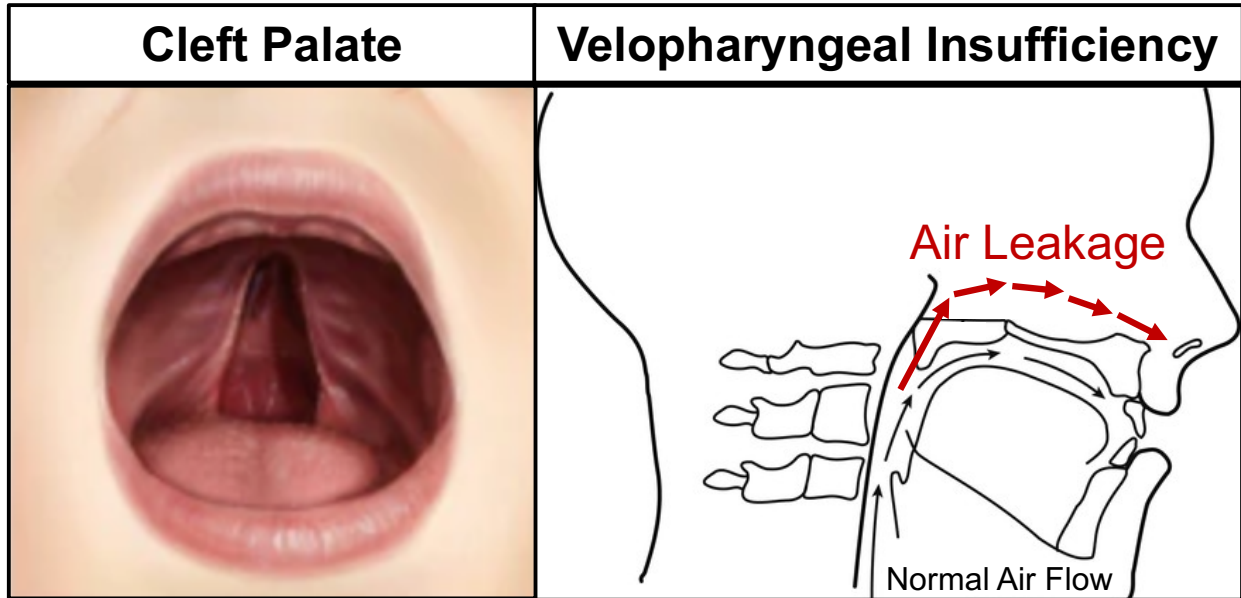 Cleft Palate
Velopharyngeal Insufficiency
Air Leakage
Normal Air Flow